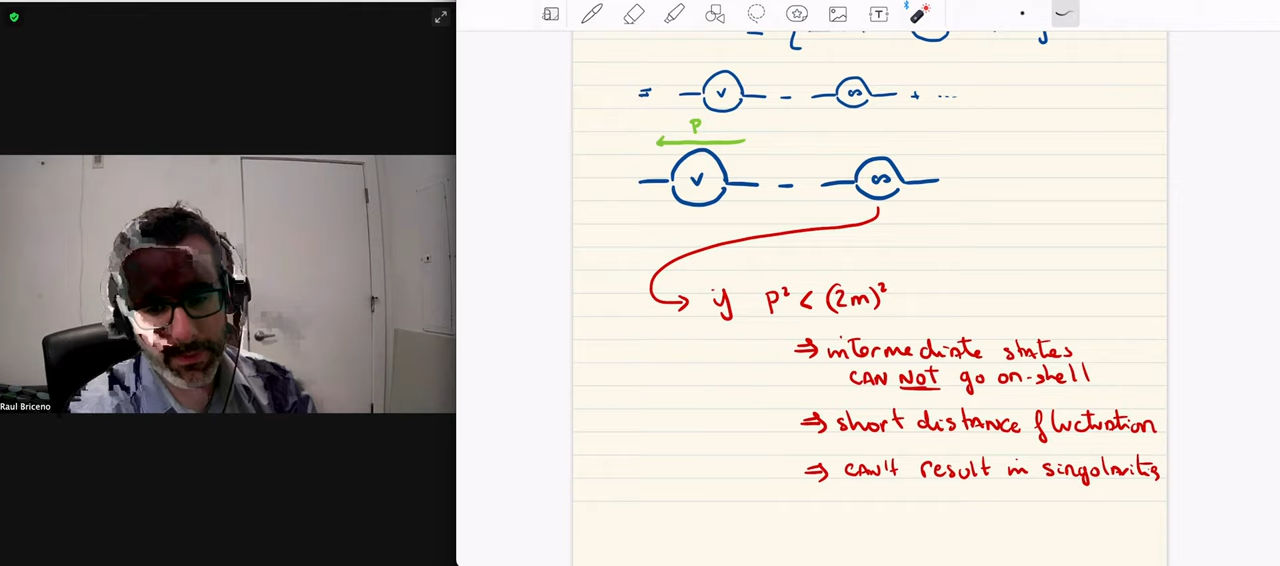 = V - ∞ + ...
P
V - ∞
if P² < (2m)²
⇒ intermediate states
CAN NOT go on-shell
⇒ short distance fluctuation
⇒ CAN'T result in singularities
Raul Briceno